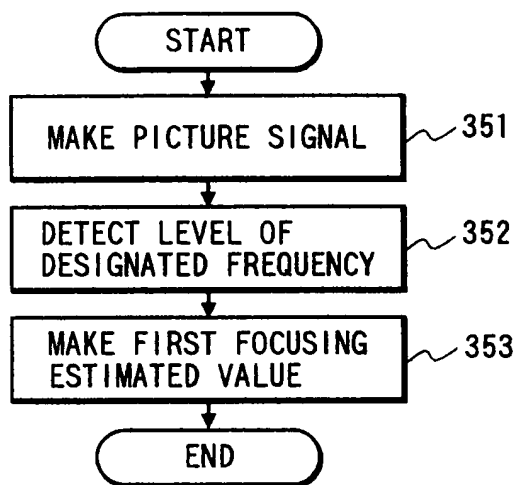 START
MAKE PICTURE SIGNAL
351
DETECT LEVEL OF
DESIGNATED FREQUENCY
352
MAKE FIRST FOCUSING
ESTIMATED VALUE
353
END